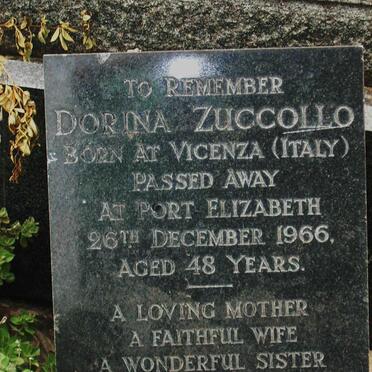 TO REMEMBER
DORINA ZUCCOLLO
BORN AT VICENZA (ITALY)
PASSED AWAY
AT PORT ELIZABETH
26TH DECEMBER 1966,
AGED 48 YEARS.
A LOVING MOTHER
A FAITHFUL WIFE
A WONDERFUL SISTER